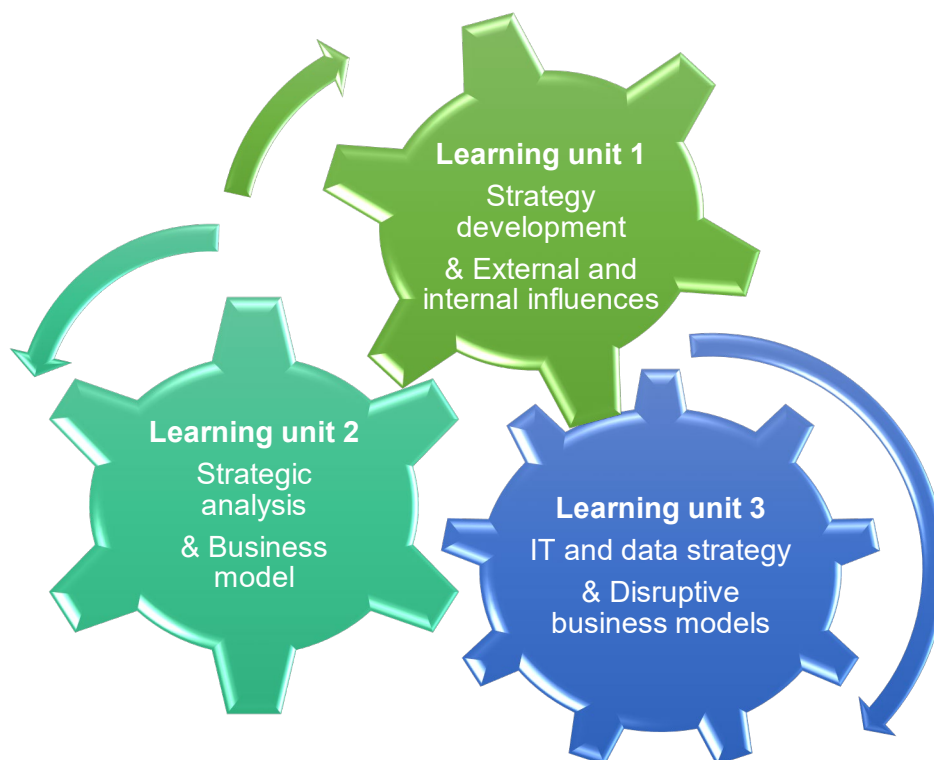 Learning unit 1
Strategy
development
& External and
internal influences
Learning unit 2
Strategic
analysis
& Business
model
Learning unit 3
IT and data strategy
& Disruptive
business models